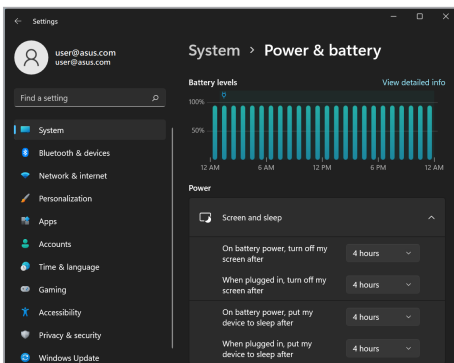 Settings
user@asus.com
user@asus.com
Find a setting
System
Bluetooth & devices
Network & internet
Personalization
Apps
Accounts
Time & language
Gaming
Accessibility
Privacy & security
Windows Update
System > Power & battery
Battery levels View detailed info
100%
50%
12 AM 6 AM 12 PM 6 PM 12 AM
Power
Screen and sleep
On battery power, turn off my
screen after
4 hours
When plugged in, turn off my
screen after
4 hours
On battery power, put my
device to sleep after
4 hours
When plugged in, put my
device to sleep after
4 hours